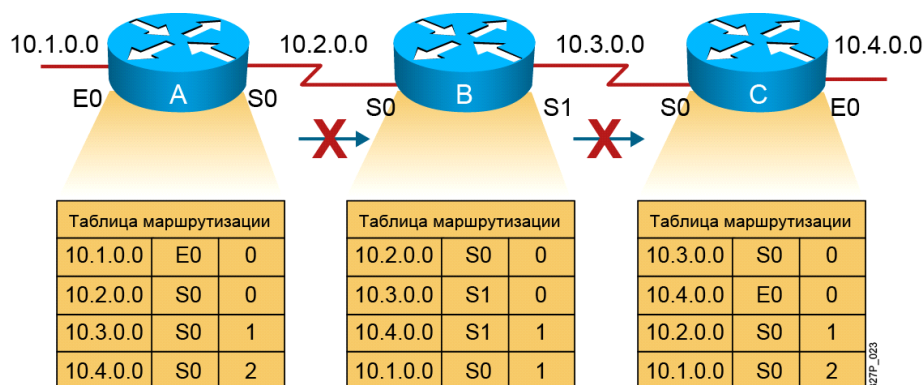 10.1.0.0 10.2.0.0 10.3.0.0 10.4.0.0
A B C
E0 S0 S0 S1 S0 E0
X X
Таблица маршрутизации Таблица маршрутизации Таблица маршрутизации
10.1.0.0 E0 0 10.2.0.0 S0 0 10.3.0.0 S0 0
10.2.0.0 S0 0 10.3.0.0 S1 0 10.4.0.0 E0 0
10.3.0.0 S0 1 10.4.0.0 S1 1 10.2.0.0 S0 1
10.4.0.0 S0 2 10.1.0.0 S0 1 10.1.0.0 S0 2